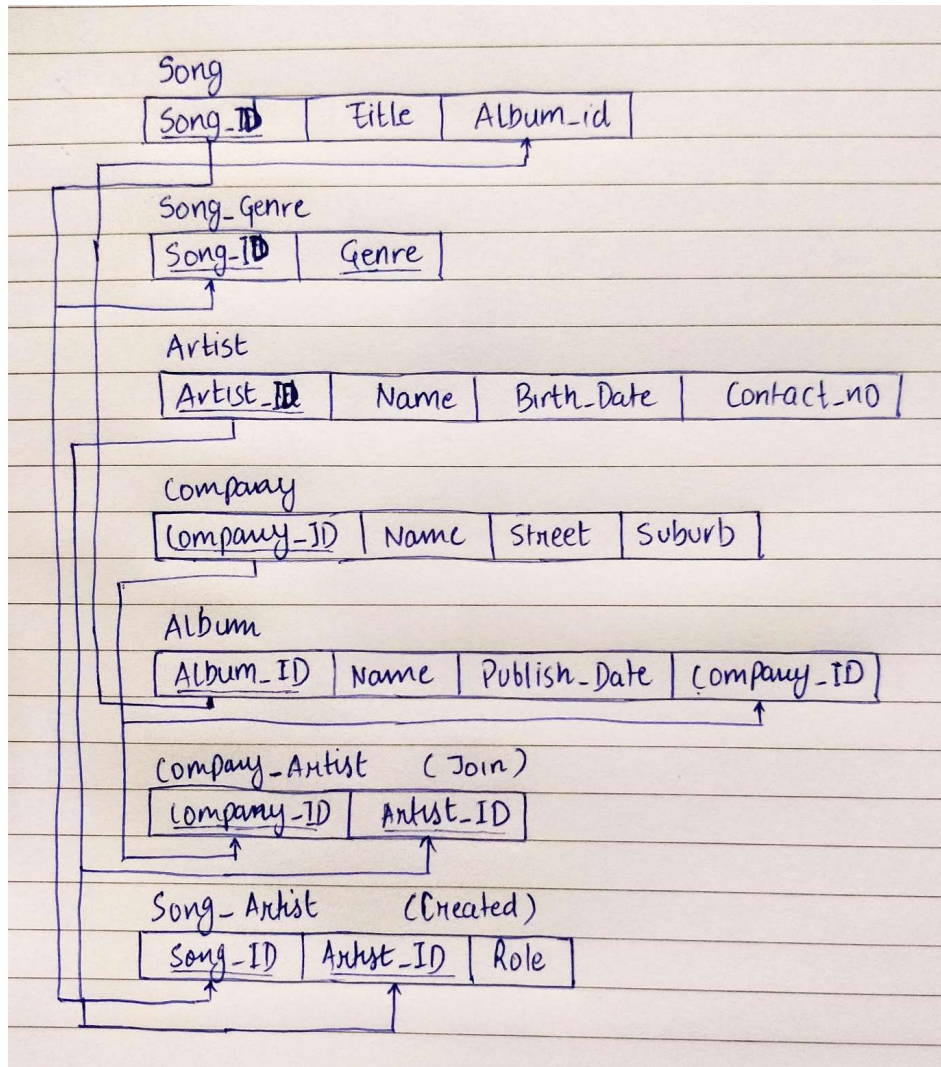 Song
Song_ID Title Album_id
Song_Genre
Song_ID Genre
Artist
Artist_ID Name Birth_Date Contact_no
Company
Company_ID Name Street Suburb
Album
Album_ID Name Publish_Date Company_ID
Company_Artist (Join)
Company_ID Artist_ID
Song_Artist (Created)
Song_ID Artist_ID Role